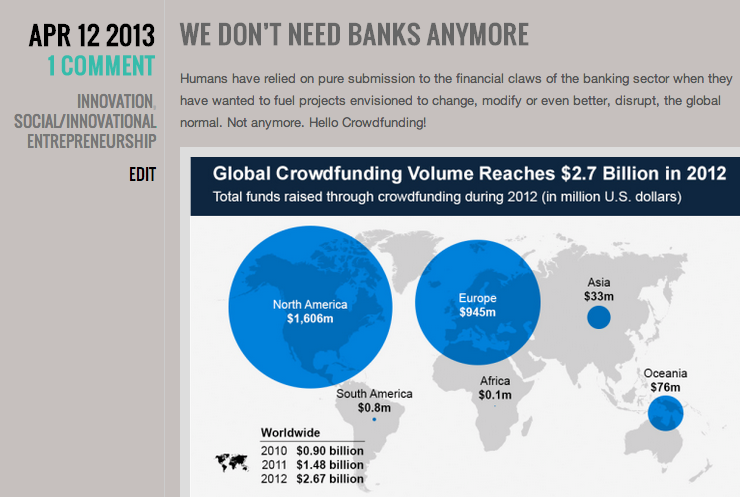 APR 12 2013
1 COMMENT
INNOVATION,
SOCIAL/INNOVATIONAL
ENTREPRENEURSHIP
EDIT
WE DON'T NEED BANKS ANYMORE
Humans have relied on pure submission to the financial claws of the banking sector when they
have wanted to fuel projects envisioned to change, modify or even better, disrupt, the global
normal. Not anymore. Hello Crowdfunding!
Global Crowdfunding Volume Reaches $2.7 Billion in 2012
Total funds raised through crowdfunding during 2012 (in million U.S. dollars)
North America
$1,606m
Europe
$945m
Asia
$33m
South America
$0.8m
Africa
$0.1m
Oceania
$76m
Worldwide
2010 $0.90 billion
2011 $1.48 billion
2012 $2.67 billion